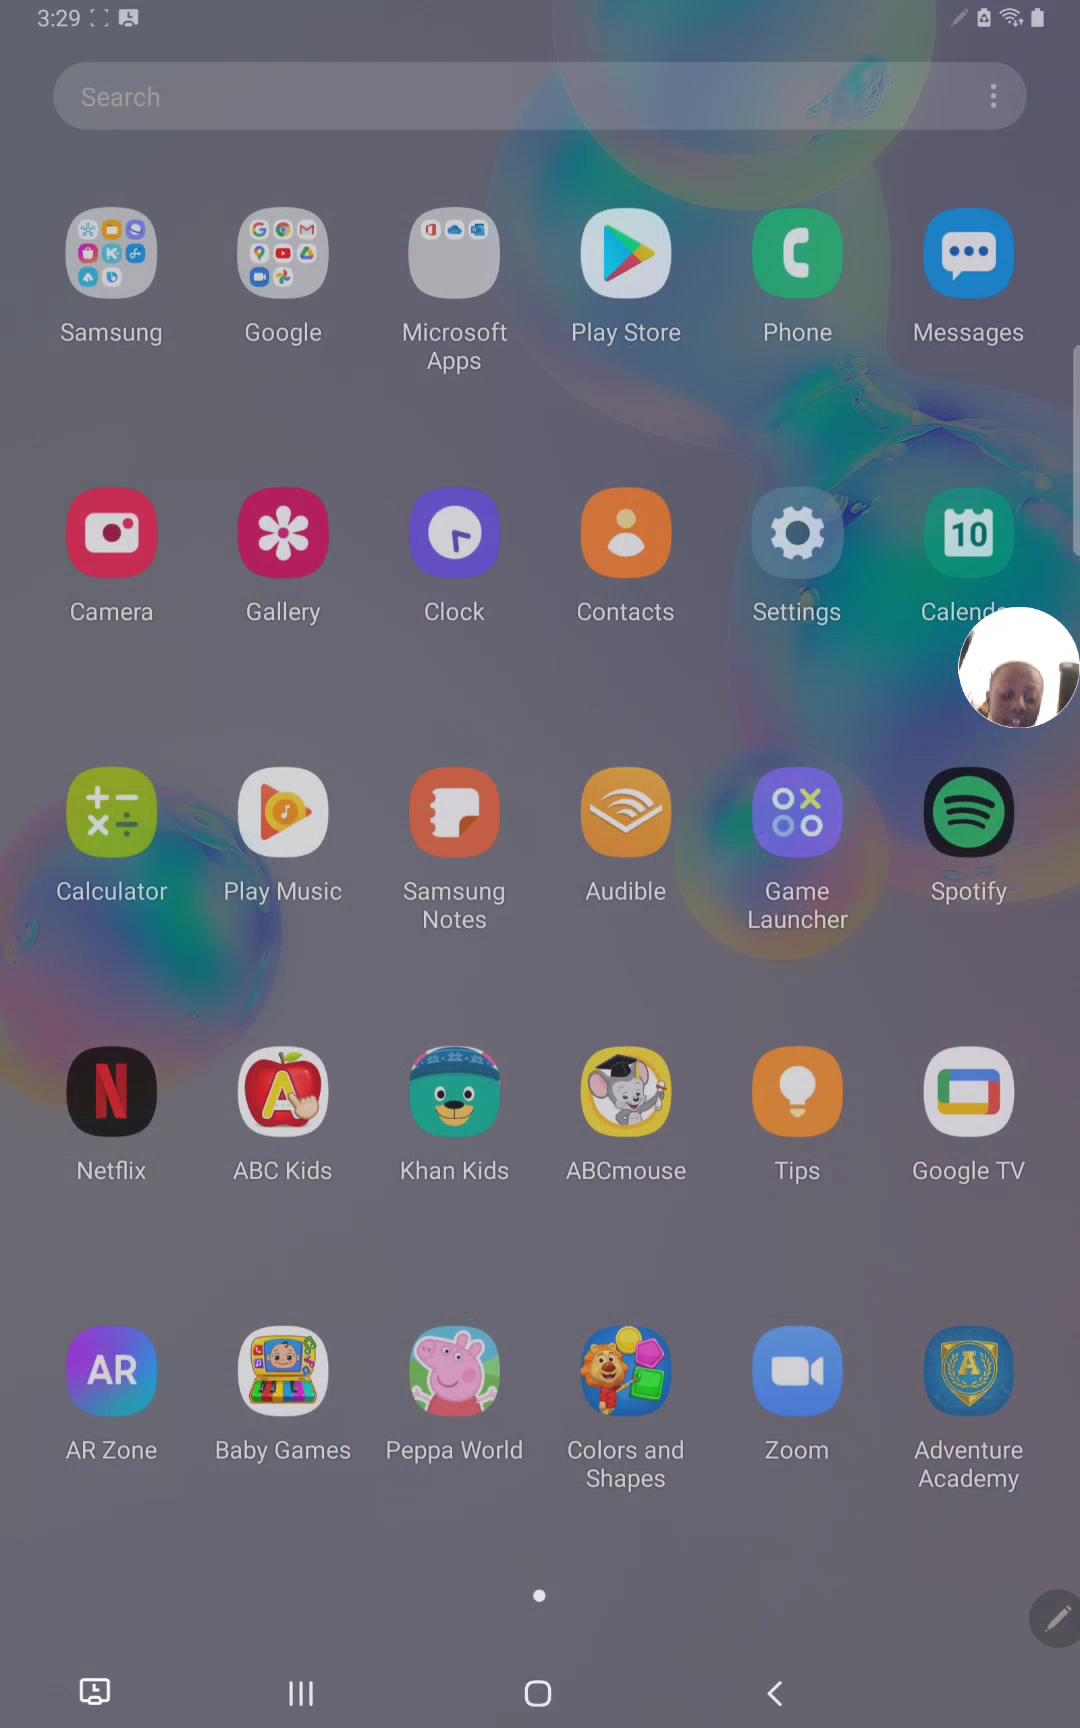 3:29
Search
Samsung
Google
Microsoft
Apps
Play Store
Phone
Messages
10
Camera
Gallery
Clock
Contacts
Settings
Calend
Calculator
Play Music
Samsung
Notes
Audible
Game
Launcher
Spotify
N
A
Netflix
ABC Kids
Khan Kids
ABCmouse
Tips
Google TV
AR
A
AR Zone
Baby Games
Peppa World
Colors and
Shapes
Zoom
Adventure
Academy